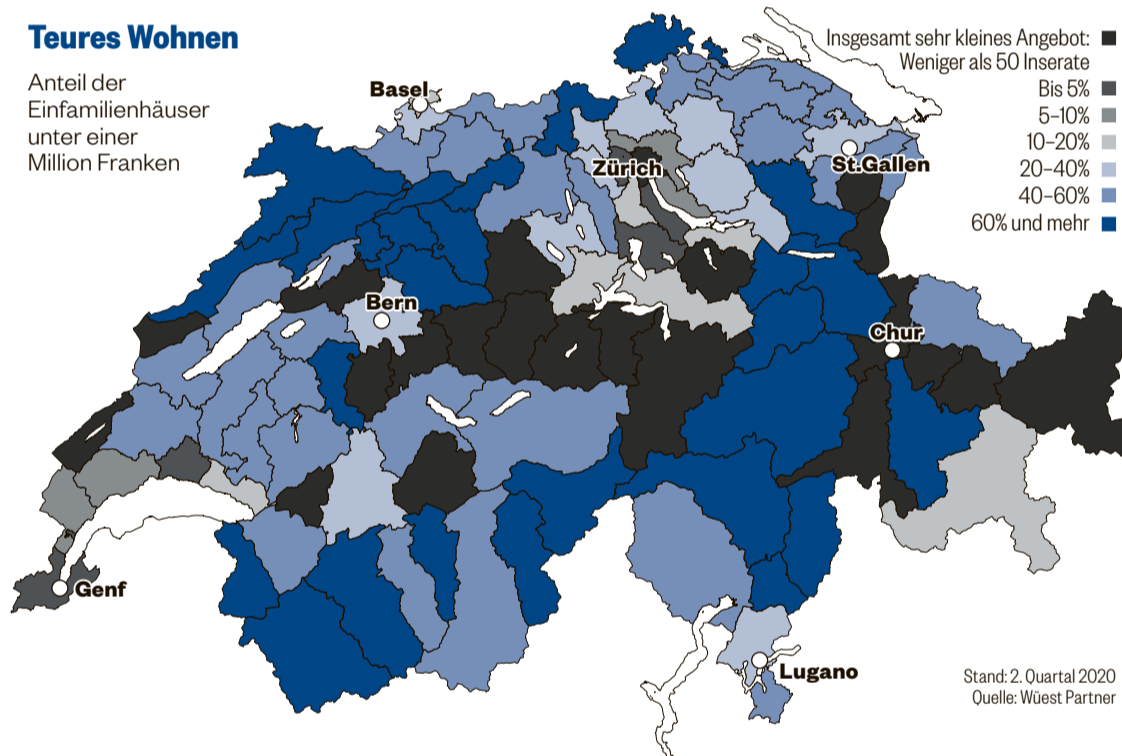 Teures Wohnen
Anteil der
Einfamilienhäuser
unter einer
Million Franken
Insgesamt sehr kleines Angebot:
Weniger als 50 Inserate
Bis 5%
5–10%
10–20%
20–40%
40–60%
60% und mehr
Basel
Zürich
St.Gallen
Bern
Chur
Genf
Lugano
Stand: 2. Quartal 2020
Quelle: Wüest Partner